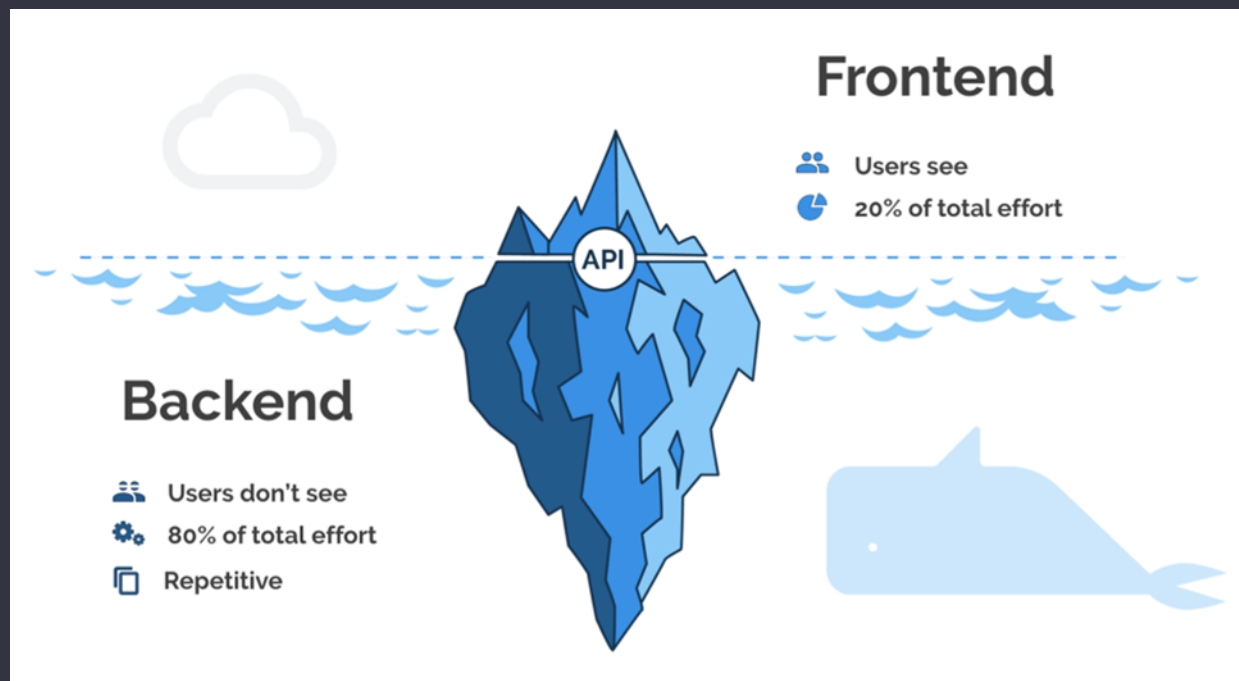 Frontend
Users see
20% of total effort
API
Backend
Users don't see
80% of total effort
Repetitive